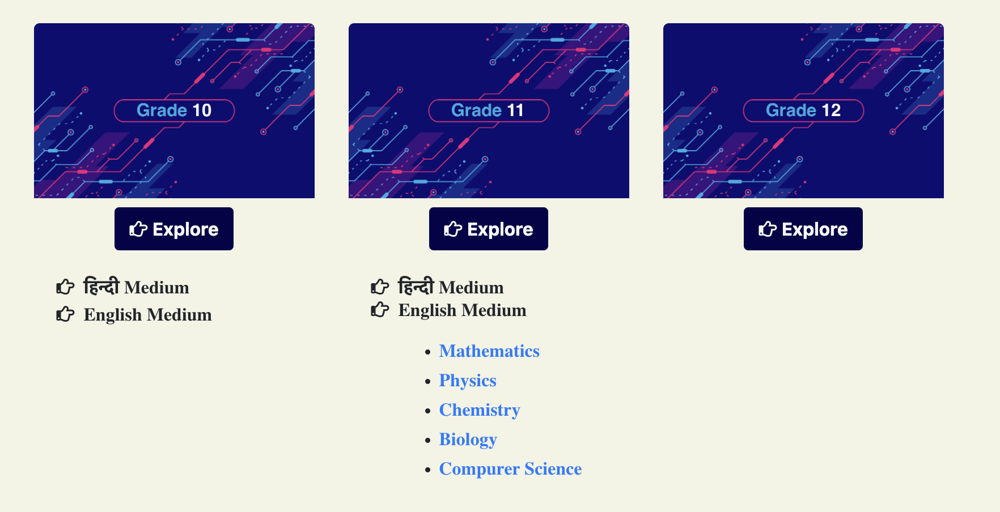 Grade 10
Grade 11
Grade 12
Explore
Explore
Explore
हिन्दी Medium
English Medium
हिन्दी Medium
English Medium
Mathematics
Physics
Chemistry
Biology
Compurer Science